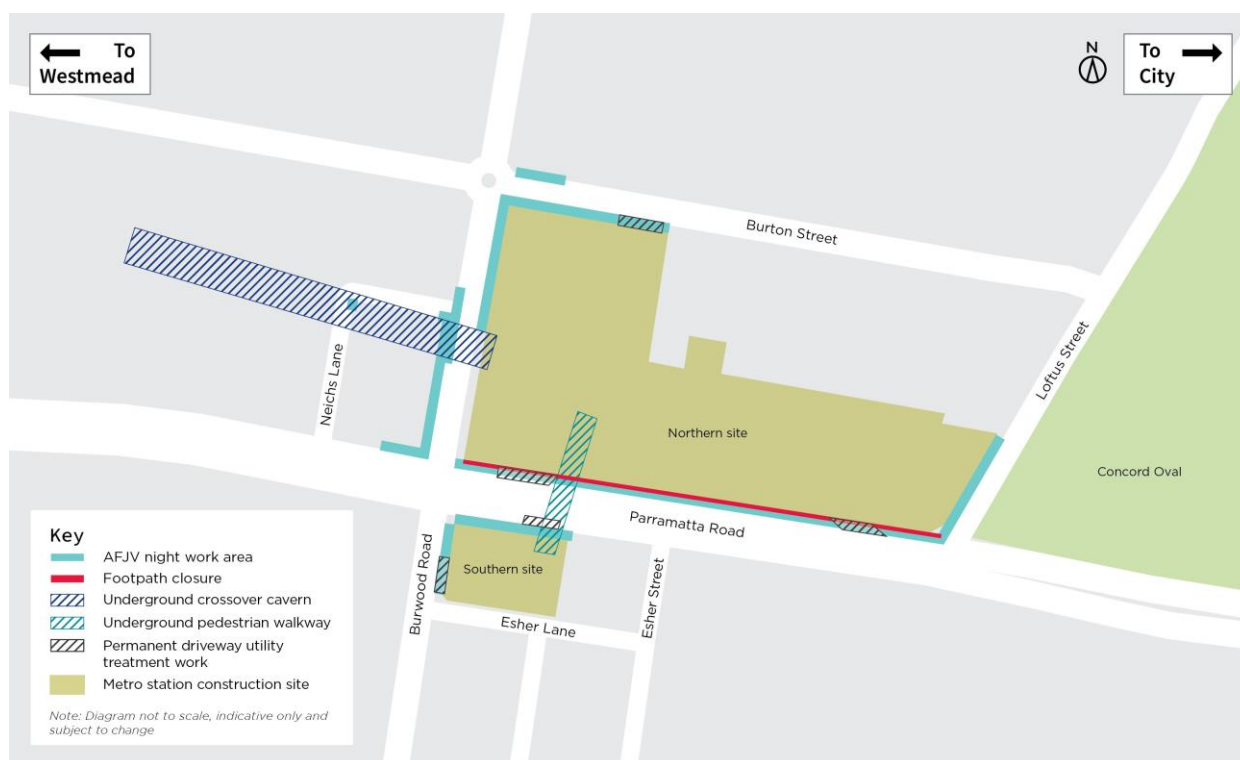 To
Westmead
N
To
City
Burton Street
Loftus Street
Neichs Lane
Northern site
Concord Oval
Parramatta Road
Burwood Road
Southern site
Esher Street
Esher Lane
Key
AFJV night work area
Footpath closure
Underground crossover cavern
Underground pedestrian walkway
Permanent driveway utility
treatment work
Metro station construction site
Note: Diagram not to scale, indicative only and
subject to change